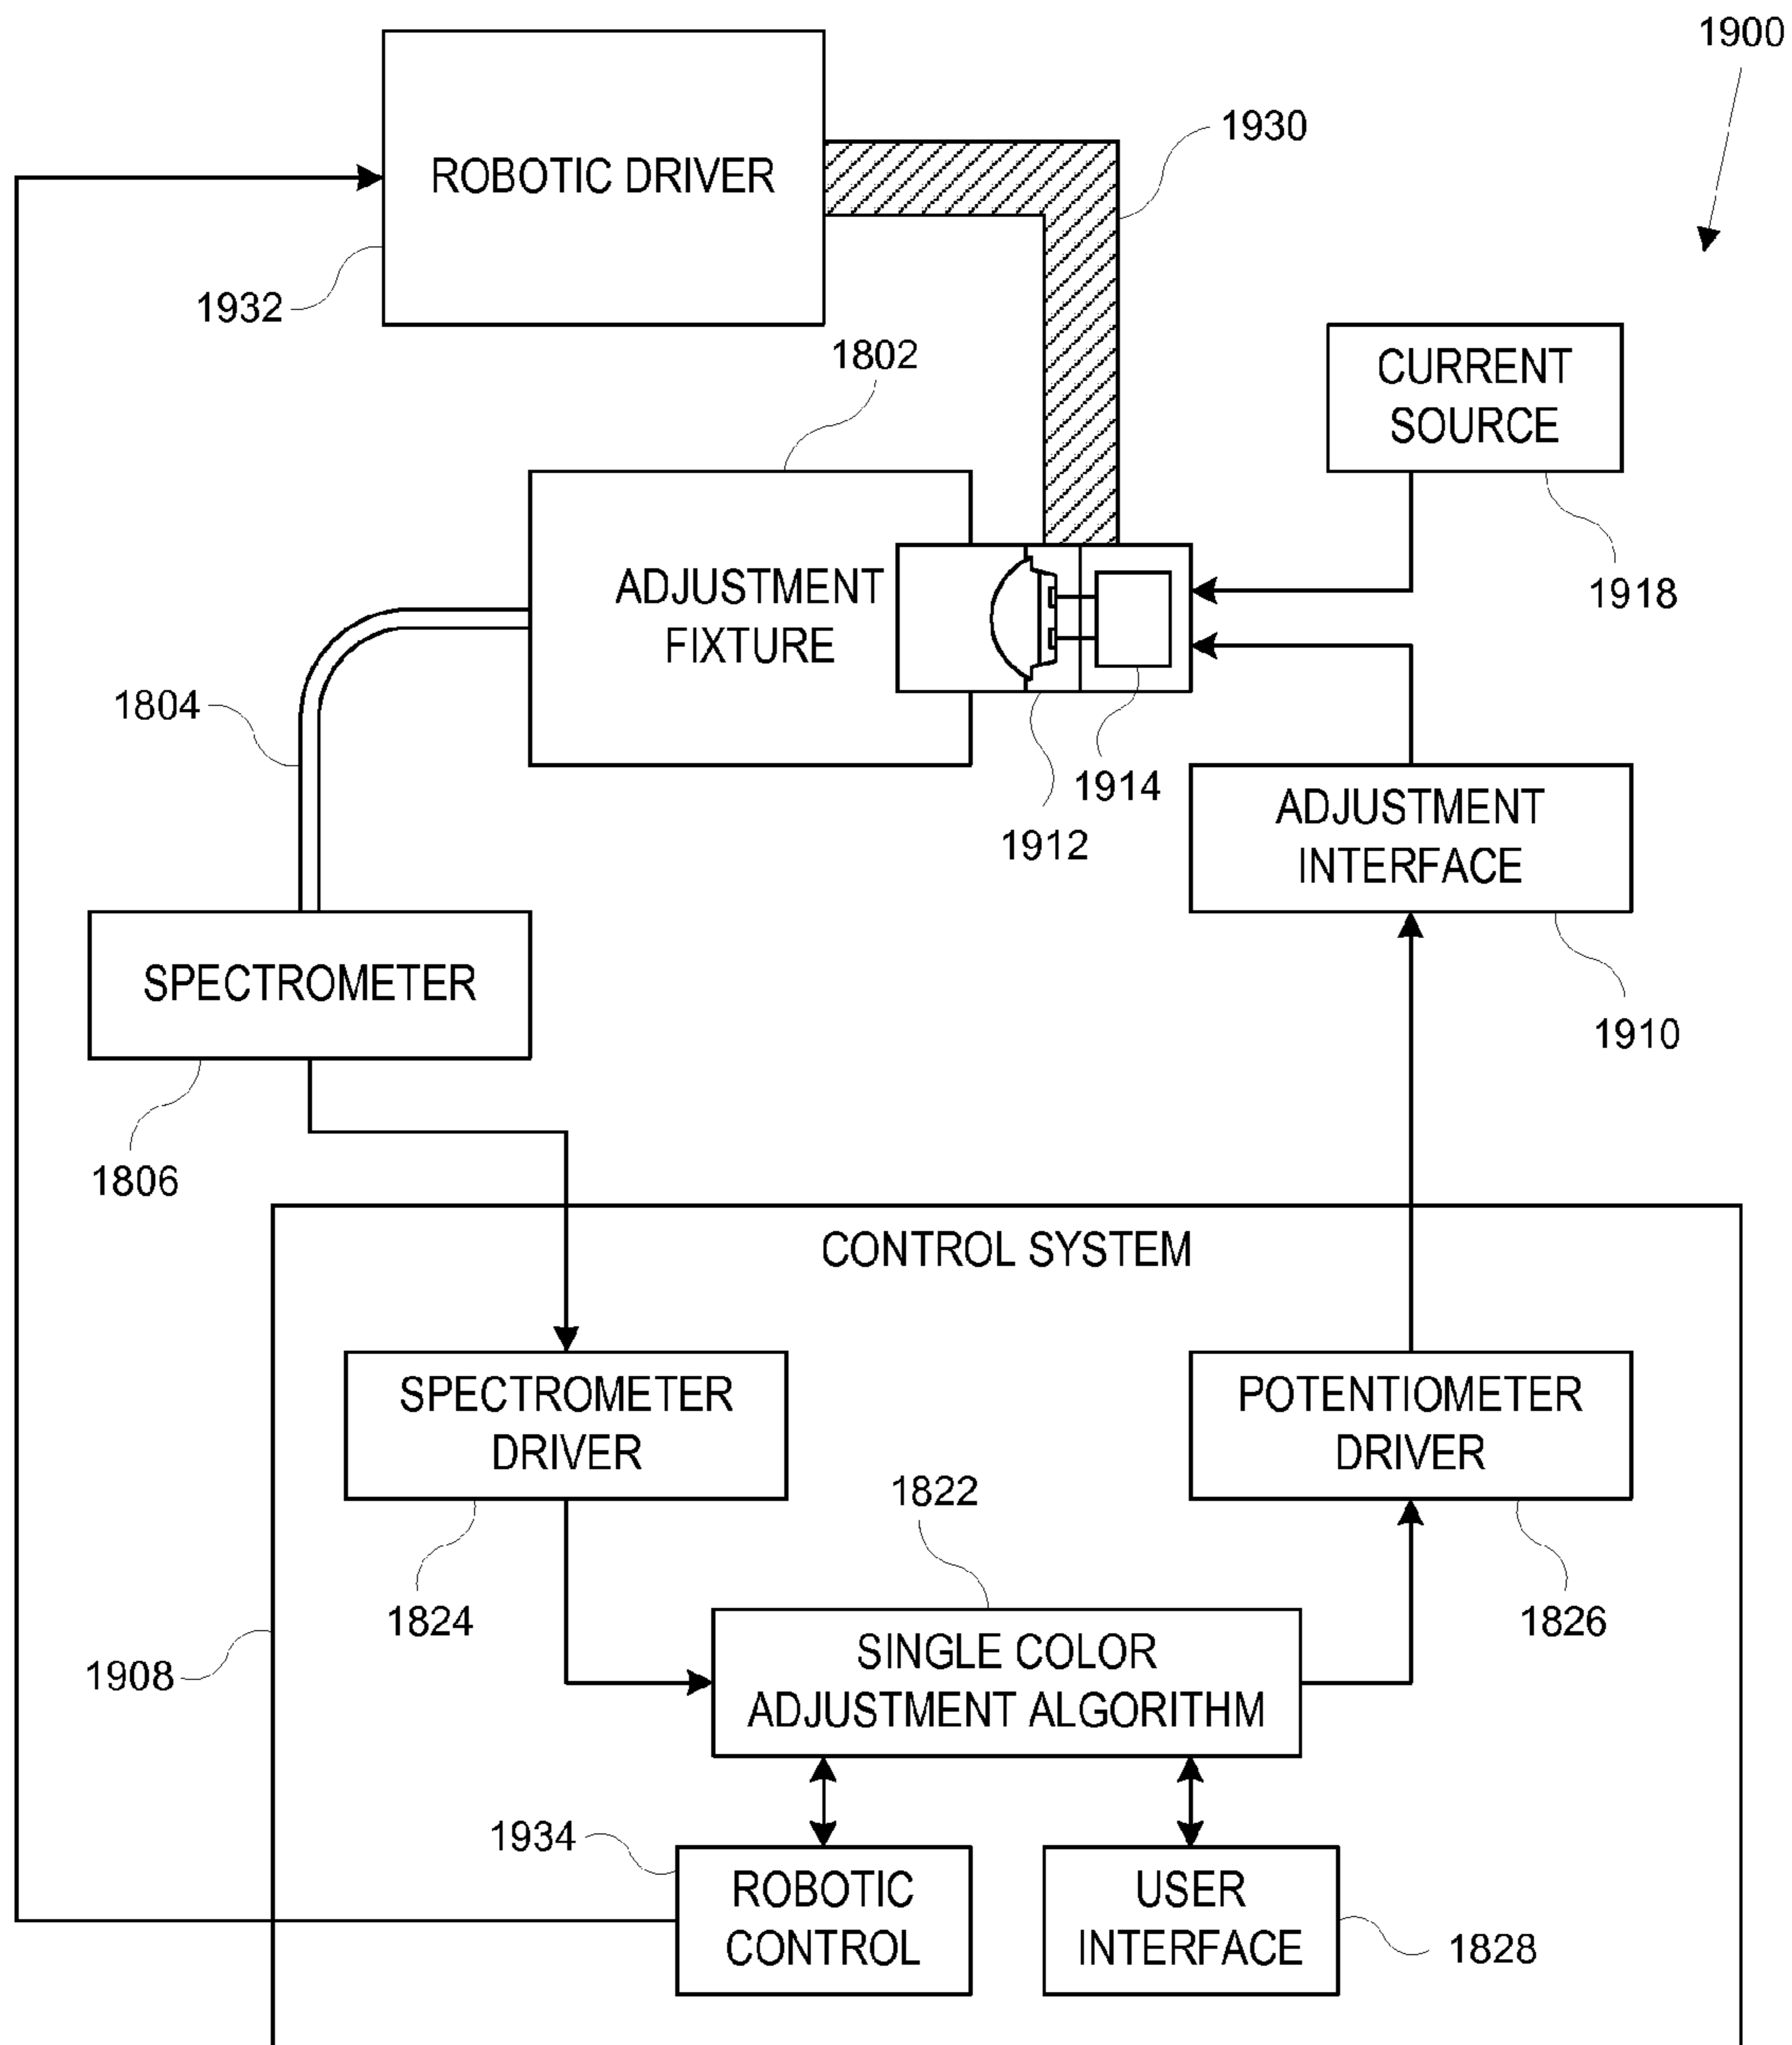 1900
1930
ROBOTIC DRIVER
1932
1802
CURRENT
SOURCE
1918
ADJUSTMENT
FIXTURE
1804
1914
1912
ADJUSTMENT
INTERFACE
1910
SPECTROMETER
1806
CONTROL SYSTEM
SPECTROMETER
DRIVER
POTENTIOMETER
DRIVER
1822
1824
1826
1908
SINGLE COLOR
ADJUSTMENT ALGORITHM
1934
ROBOTIC
CONTROL
USER
INTERFACE
1828